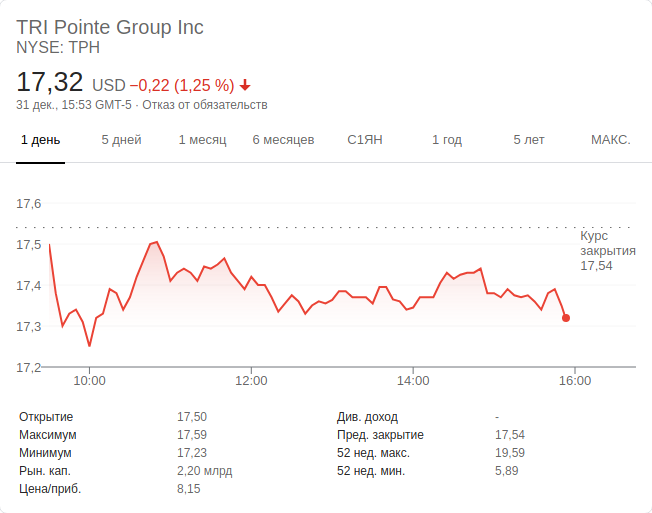 TRI Pointe Group Inc
NYSE: TPH
17,32 USD −0,22 (1,25 %)
31 дек., 15:53 GMT-5 · Отказ от обязательств
1 день 5 дней 1 месяц 6 месяцев С1ЯН 1 год 5 лет МАКС.
17,6
Курс
закрытия
17,54
17,5
17,4
17,3
17,2
10:00 12:00 14:00 16:00
Открытие 17,50 Див. доход -
Максимум 17,59 Пред. закрытие 17,54
Минимум 17,23 52 нед. макс. 19,59
Рын. кап. 2,20 млрд 52 нед. мин. 5,89
Цена/приб. 8,15